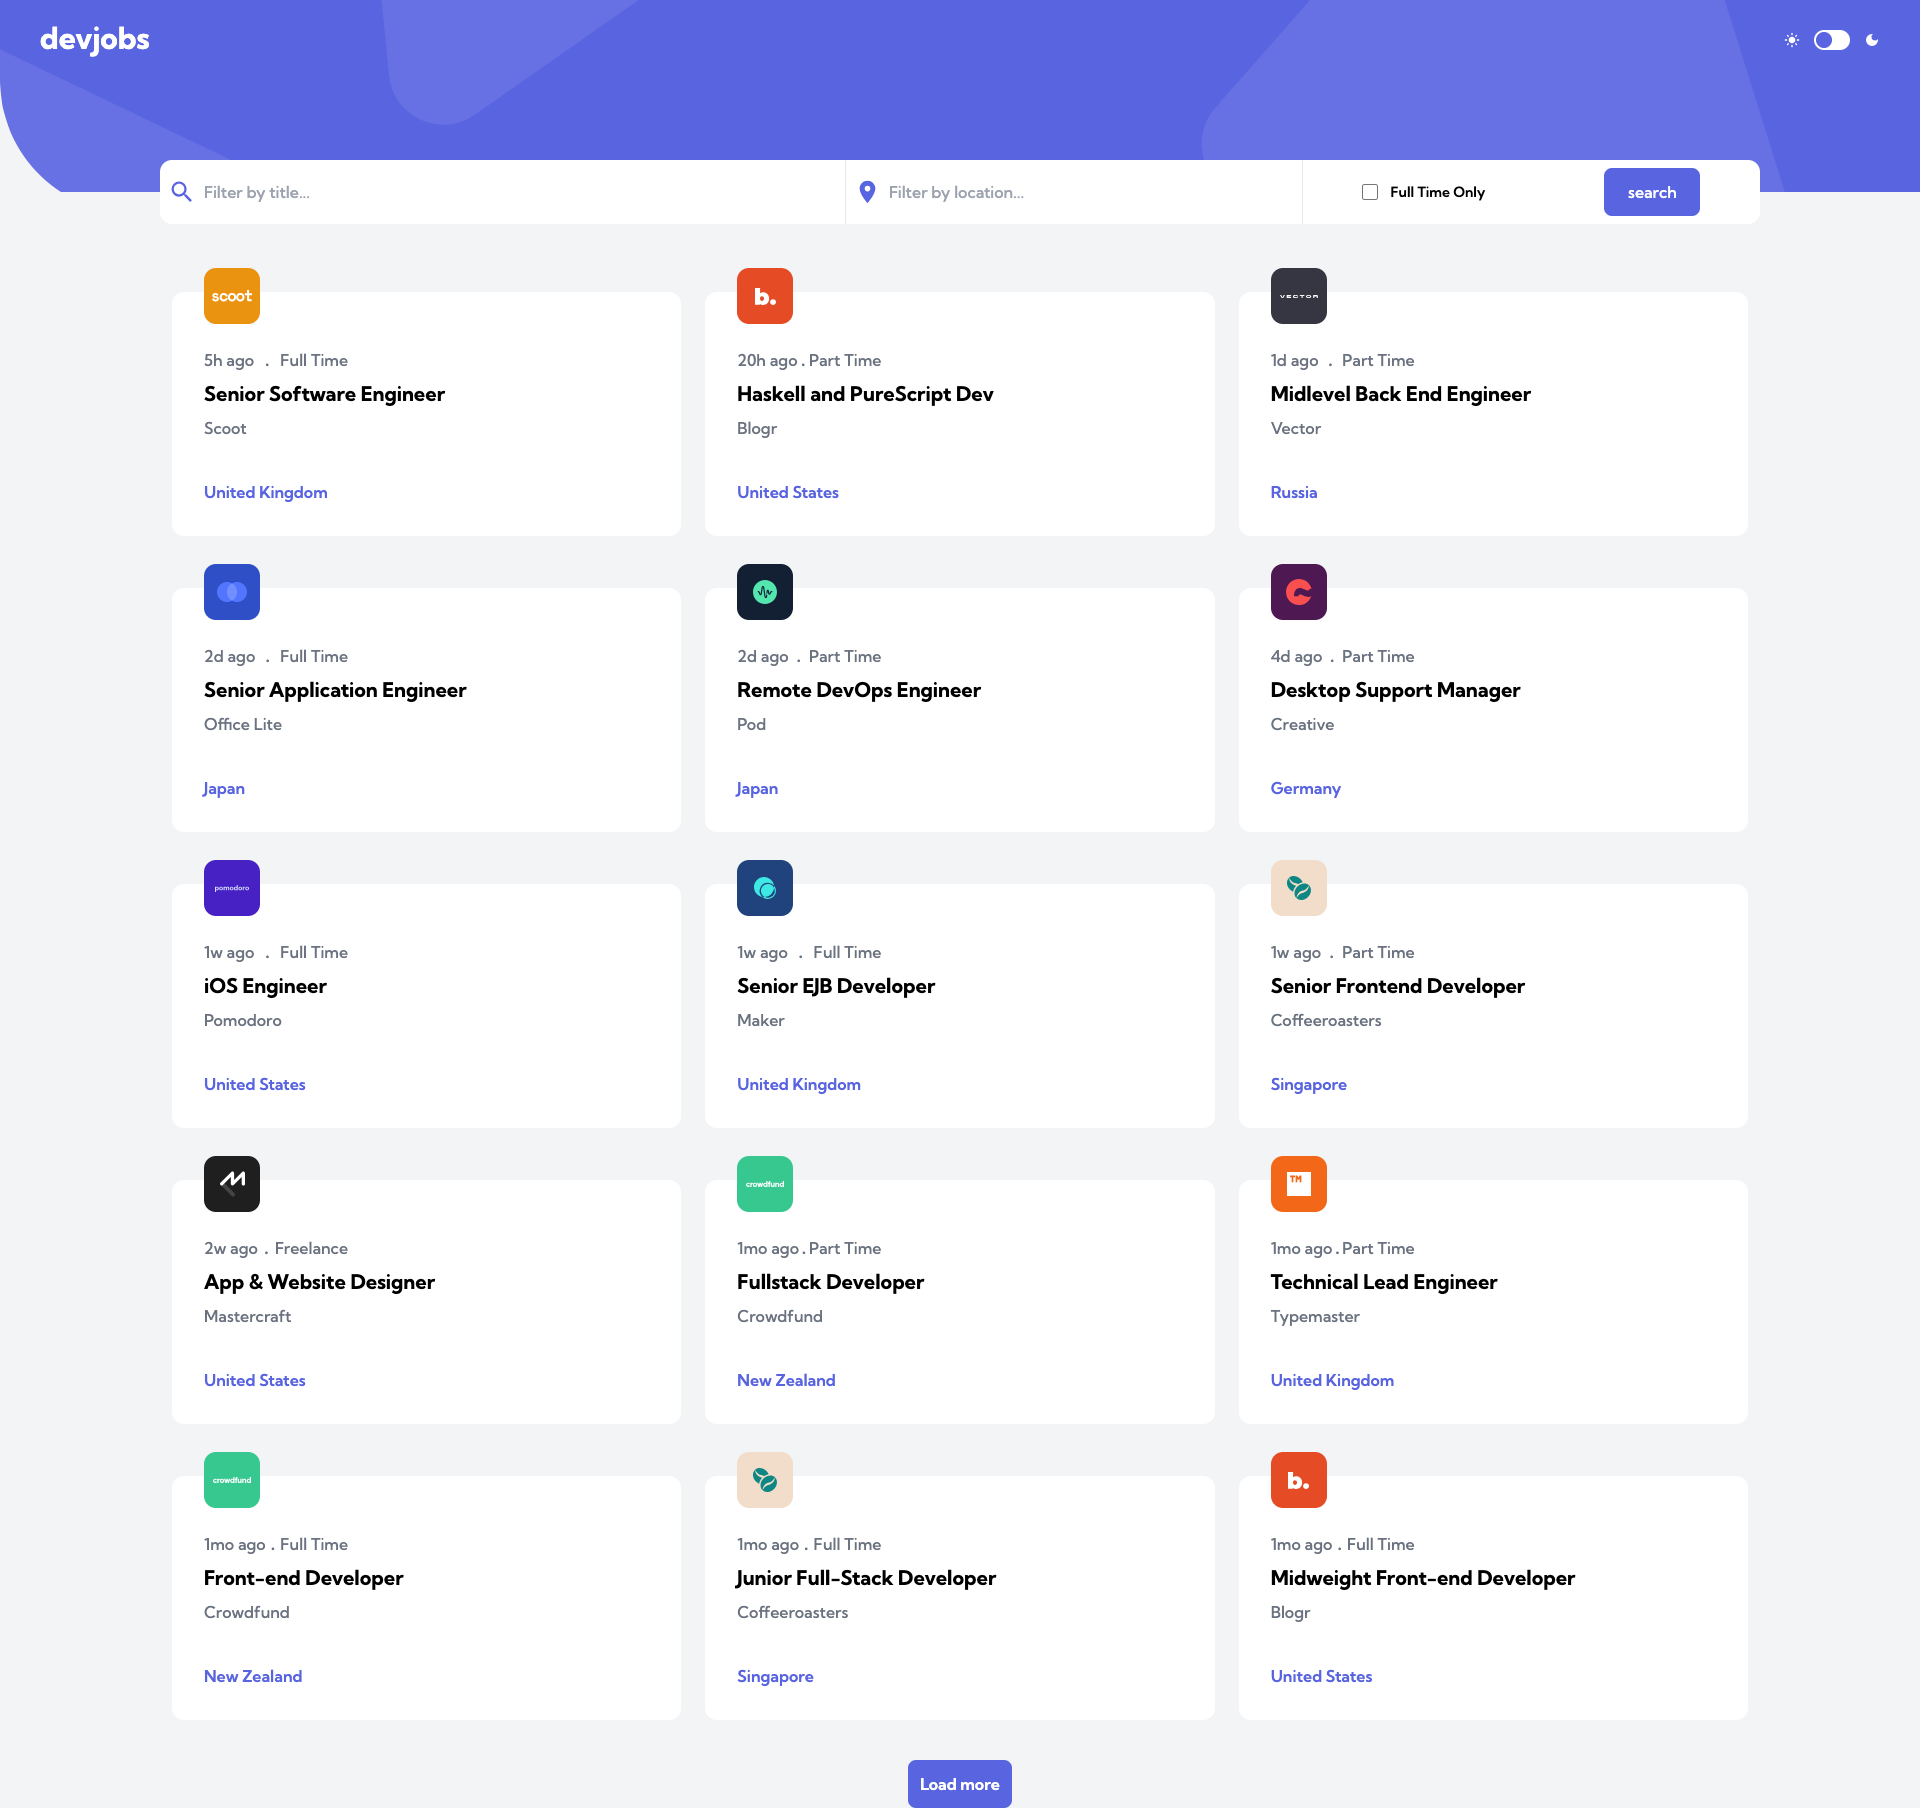 devjobs
Filter by title...
Filter by location...
Full Time Only
search
scoot
5h ago . Full Time
Senior Software Engineer
Scoot
United Kingdom
b.
20h ago . Part Time
Haskell and PureScript Dev
Blogr
United States
VECTOR
1d ago . Part Time
Midlevel Back End Engineer
Vector
Russia
2d ago . Full Time
Senior Application Engineer
Office Lite
Japan
2d ago . Part Time
Remote DevOps Engineer
Pod
Japan
4d ago . Part Time
Desktop Support Manager
Creative
Germany
pomodoro
1w ago . Full Time
iOS Engineer
Pomodoro
United States
1w ago . Full Time
Senior EJB Developer
Maker
United Kingdom
1w ago . Part Time
Senior Frontend Developer
Coffeeroasters
Singapore
2w ago . Freelance
App & Website Designer
Mastercraft
United States
crowdfund
1mo ago . Part Time
Fullstack Developer
Crowdfund
New Zealand
TM
1mo ago . Part Time
Technical Lead Engineer
Typemaster
United Kingdom
crowdfund
1mo ago . Full Time
Front-end Developer
Crowdfund
New Zealand
1mo ago . Full Time
Junior Full-Stack Developer
Coffeeroasters
Singapore
b.
1mo ago . Full Time
Midweight Front-end Developer
Blogr
United States
Load more